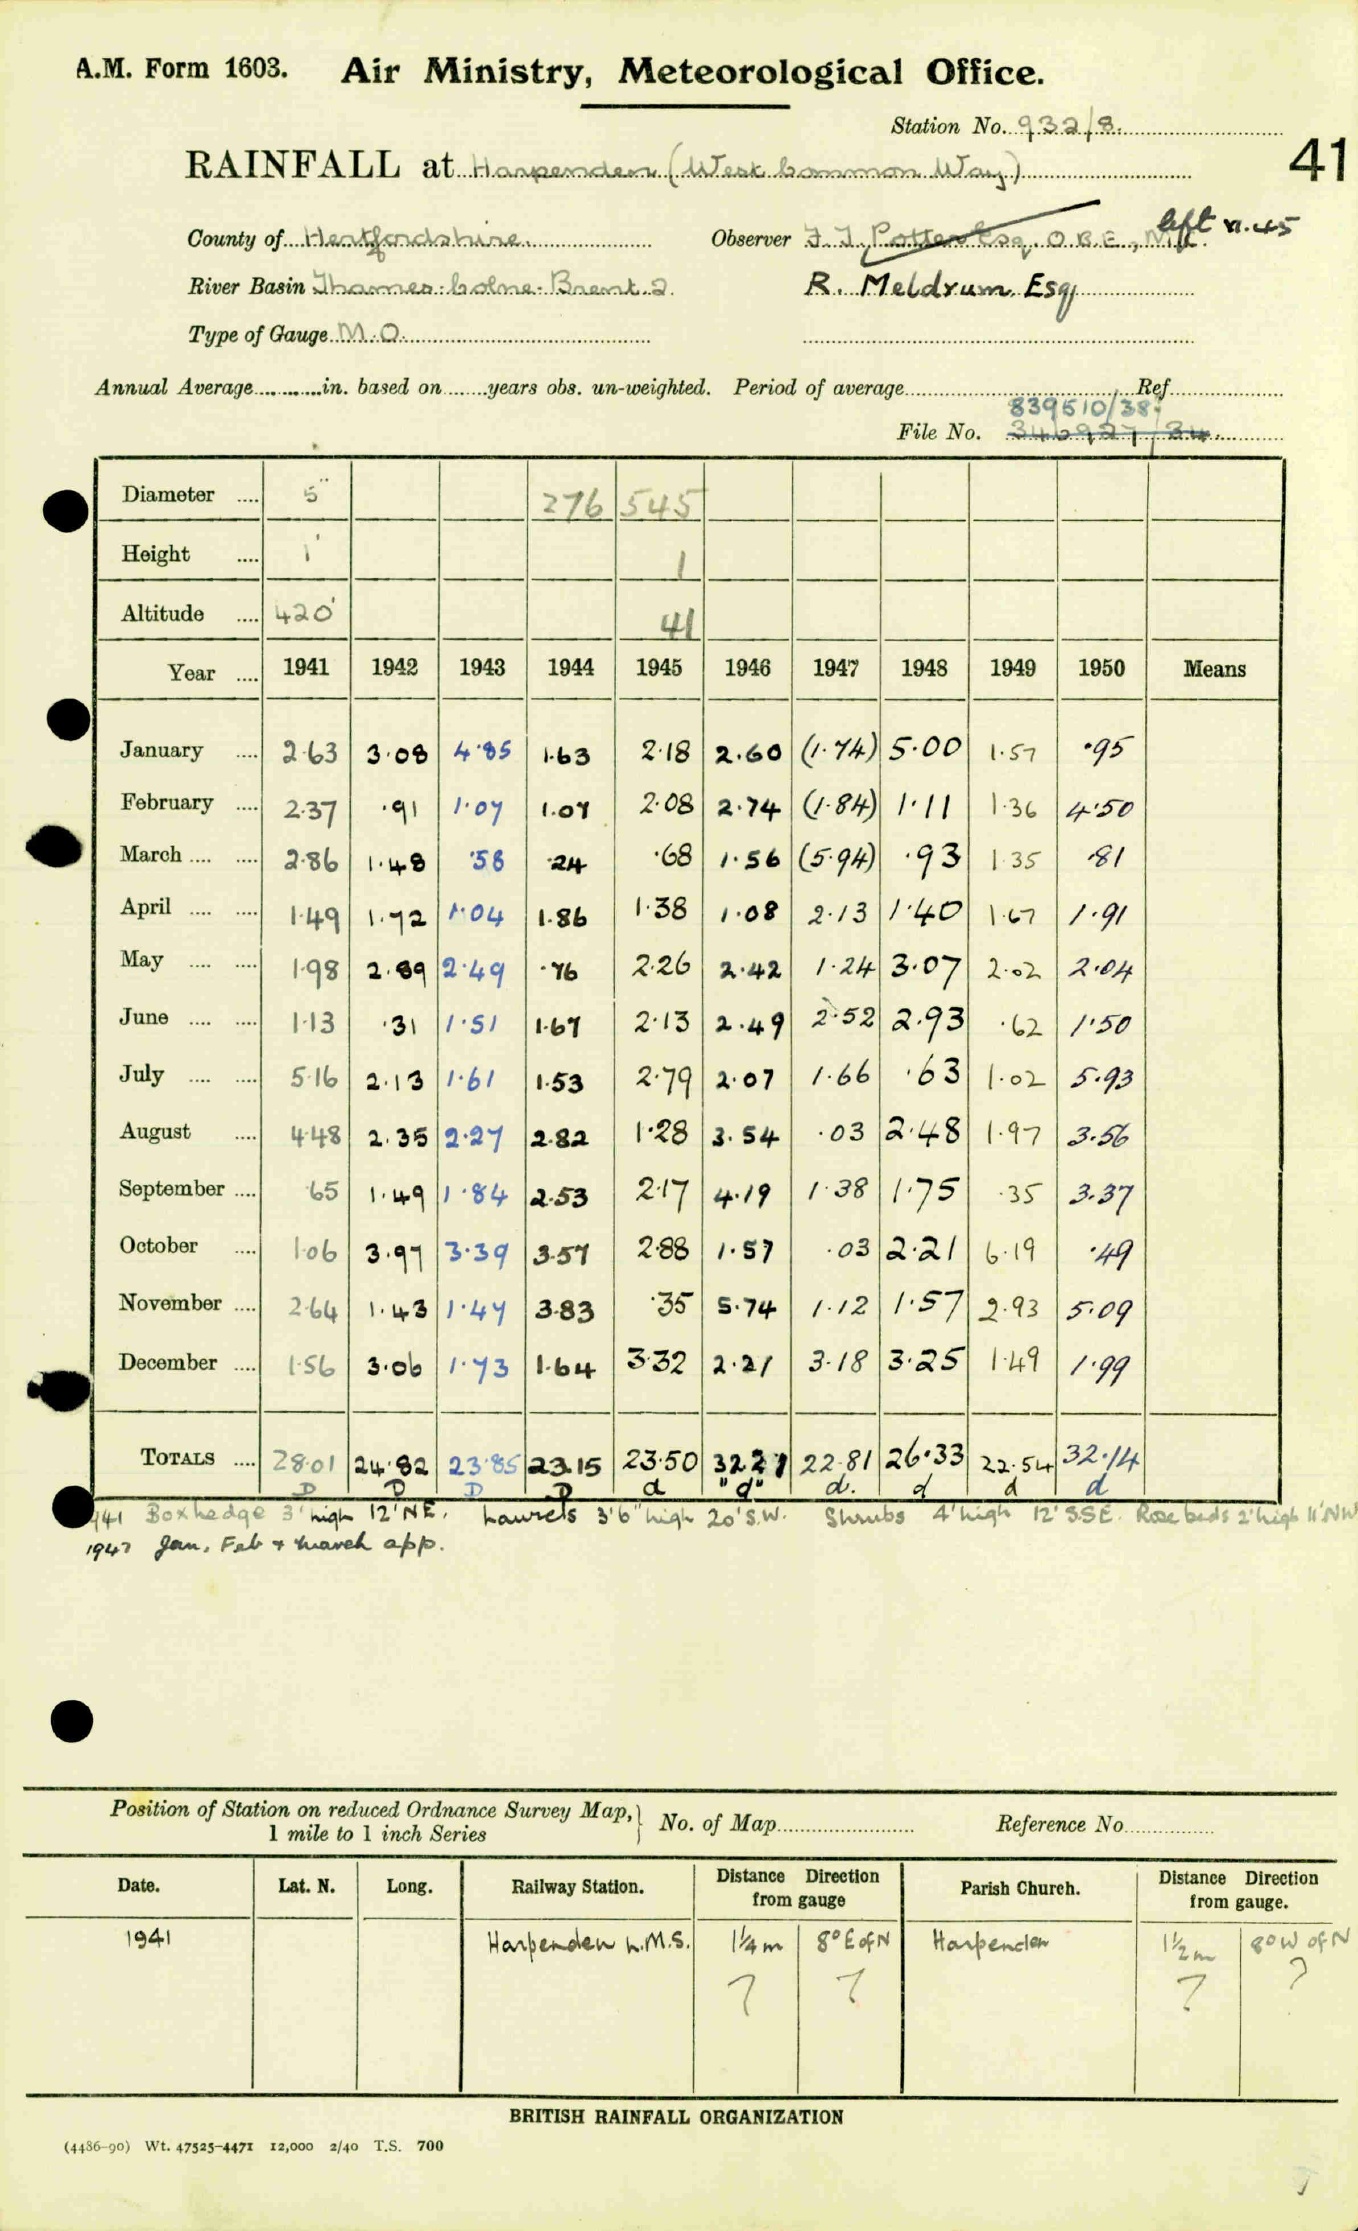 A.M. Form 1603. Air Ministry, Meteorological Office.
Station No. 932/8.
41
RAINFALL at Harpenden (West Common Way)
County of Hertfordshire. Observer F. J. Potter Esq O.B.E., M.C. left XI.45
River Basin Thames. Colne. Brent 2. R. Meldrum Esq
Type of Gauge M.O.
Annual Average............in. based on........years obs. un-weighted. Period of average........Ref........
839510/38.
File No. 346927/34.
Diameter .... 5" 276 545
Height .... 1' 1
Altitude .... 420' 41
Year .... 1941 1942 1943 1944 1945 1946 1947 1948 1949 1950 Means
January .... 2.63 3.08 4.85 1.63 2.18 2.60 (1.74) 5.00 1.57 .95
February .... 2.37 .91 1.07 1.07 2.08 2.74 (1.84) 1.11 1.36 4.50
March .... .... 2.86 1.48 .58 .24 .68 1.56 (5.94) .93 1.35 .81
April .... .... 1.49 1.72 1.04 1.86 1.38 1.08 2.13 1.40 1.67 1.91
May .... .... 1.98 2.89 2.49 .76 2.26 2.42 1.24 3.07 2.02 2.04
June .... .... 1.13 .31 1.51 1.67 2.13 2.49 2.52 2.93 .62 1.50
July .... .... 5.16 2.13 1.61 1.53 2.79 2.07 1.66 .63 1.02 5.93
August .... 4.48 2.35 2.27 2.82 1.28 3.54 .03 2.48 1.97 3.56
September .... .65 1.49 1.84 2.53 2.17 4.19 1.38 1.75 .35 3.37
October .... 1.06 3.97 3.39 3.57 2.88 1.57 .03 2.21 6.19 .49
November .... 2.64 1.43 1.47 3.83 .35 5.74 1.12 1.57 2.93 5.09
December .... 1.56 3.06 1.73 1.64 3.32 2.21 3.18 3.25 1.49 1.99
TOTALS .... 28.01 24.82 23.85 23.15 23.50 32.21 22.81 26.33 22.54 32.14
D D D D d "d" d. d d d
1941 Box hedge 3' high 12' NE. Laurels 3'6" high 20' S.W. Shrubs 4' high 12' SSE. Rose beds 2' high 11' NW
1947 Jan, Feb + March app.
Position of Station on reduced Ordnance Survey Map, 1 mile to 1 inch Series } No. of Map........ Reference No........
Date. Lat. N. Long. Railway Station. Distance Direction from gauge Parish Church. Distance Direction from gauge.
1941 Harpenden L.M.S. 1¼ m 8° E of N Harpenden 1½ m 8° W of N
? ? ? ?
BRITISH RAINFALL ORGANIZATION
(4486-90) Wt. 47525-4471 12,000 2/40 T.S. 700